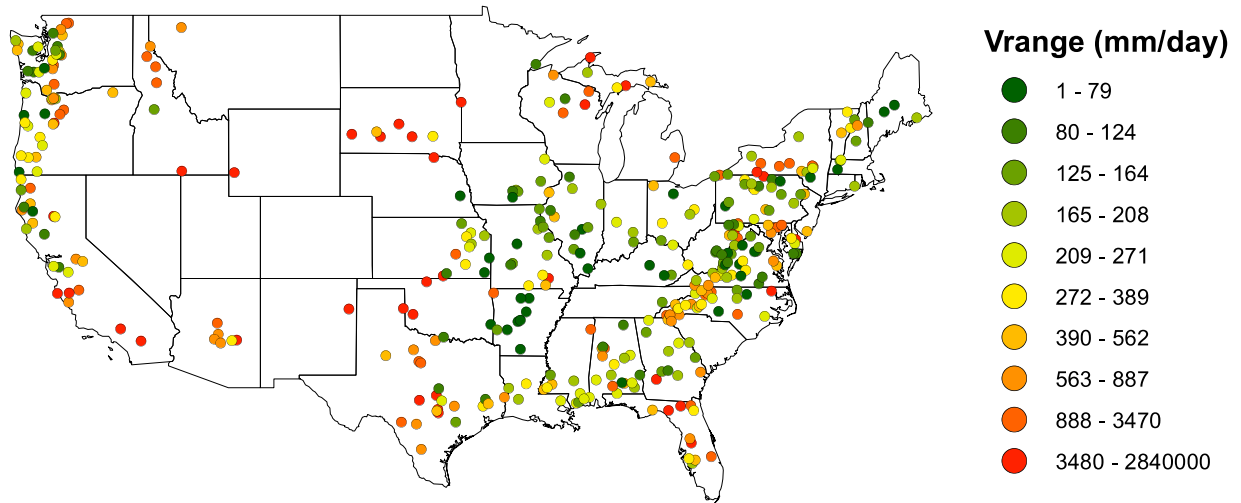 Vrange (mm/day)
1 - 79
80 - 124
125 - 164
165 - 208
209 - 271
272 - 389
390 - 562
563 - 887
888 - 3470
3480 - 2840000